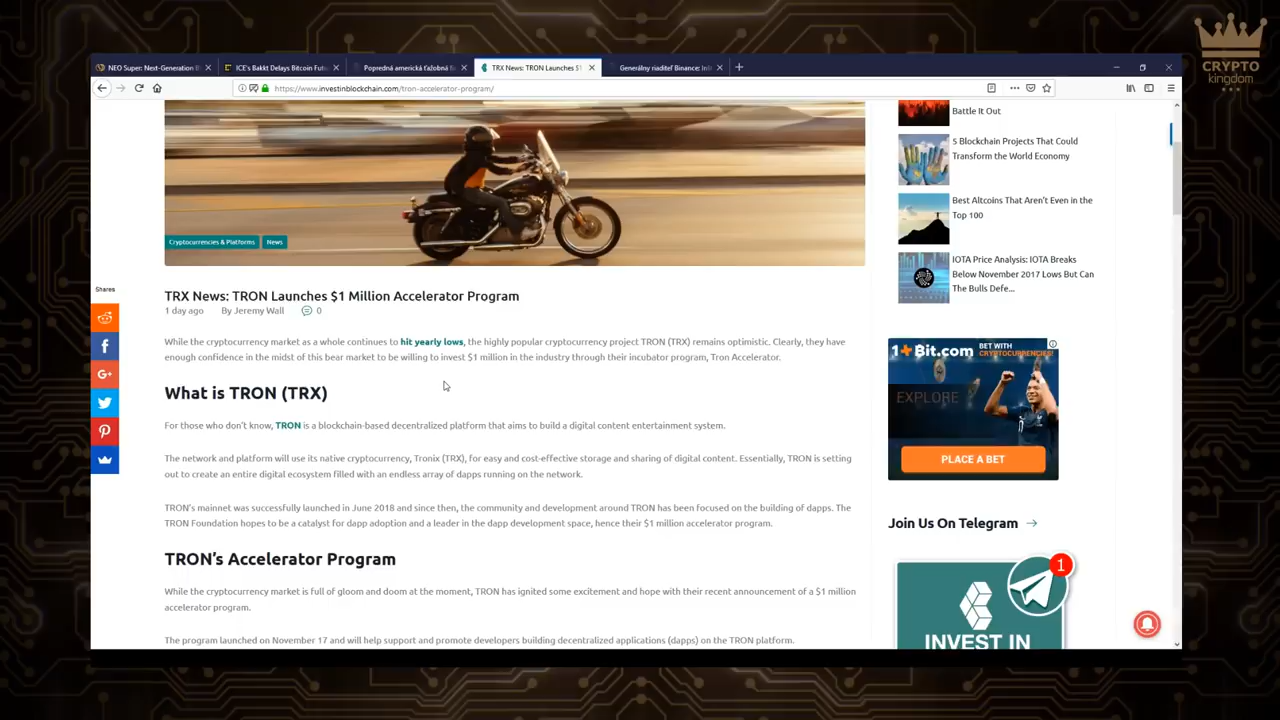 CRYPTO
kingdom
NEO Super: Next-Generation B
ICE's Bakkt Delays Bitcoin Futu
Popredná americká ťažobná
TRX News: TRON Launches $1
Generálny riaditeľ Binance:
https://www.investinblockchain.com/tron-accelerator-program/
Cryptocurrencies & Platforms
News
Shares
TRX News: TRON Launches $1 Million Accelerator Program
1 day ago By Jeremy Wall 0
While the cryptocurrency market as a whole continues to hit yearly lows, the highly popular cryptocurrency project TRON (TRX) remains optimistic. Clearly, they have
enough confidence in the midst of this bear market to be willing to invest $1 million in the industry through their incubator program, Tron Accelerator.
What is TRON (TRX)
For those who don't know, TRON is a blockchain-based decentralized platform that aims to build a digital content entertainment system.
The network and platform will use its native cryptocurrency, Tronix (TRX), for easy and cost-effective storage and sharing of digital content. Essentially, TRON is setting
out to create an entire digital ecosystem filled with an endless array of dapps running on the network.
TRON's mainnet was successfully launched in June 2018 and since then, the community and development around TRON has been focused on the building of dapps. The
TRON Foundation hopes to be a catalyst for dapp adoption and a leader in the dapp development space, hence their $1 million accelerator program.
TRON's Accelerator Program
While the cryptocurrency market is full of gloom and doom at the moment, TRON has ignited some excitement and hope with their recent announcement of a $1 million
accelerator program.
The program launched on November 17 and will help support and promote developers building decentralized applications (dapps) on the TRON platform.
Battle It Out
5 Blockchain Projects That Could
Transform the World Economy
Best Altcoins That Aren't Even in the
Top 100
IOTA Price Analysis: IOTA Breaks
Below November 2017 Lows But Can
The Bulls Defe...
1Bit.com
BET WITH
CRYPTOCURRENCIES!
EXPLORE
PLACE A BET
Join Us On Telegram
1
INVEST IN